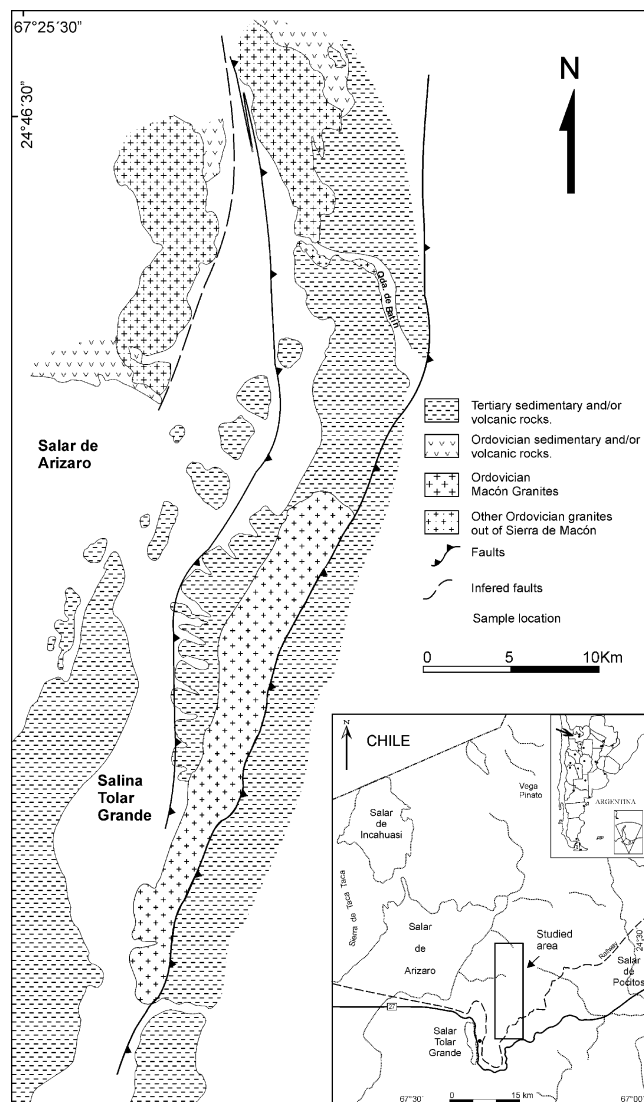 67°25´30"
24°46´30"
N
Qda. de Betín
Salar de
Arizaro
Tertiary sedimentary and/or
volcanic rocks.
Ordovician sedimentary and/or
volcanic rocks.
Ordovician
Macón Granites
Other Ordovician granites
out of Sierra de Macón
Faults
Infered faults
Sample location
0 5 10Km
Salina
Tolar
Grande
N
CHILE
Vega
Pinato
ARGENTINA
Salar
de
Incahuasi
Sierra de Taca Taca
Salar
de
Arizaro
Studied
area
Railway
24°30'
Salar
de
Pocitos
27
Salar
Tolar
Grande
67°30'
0 15 km
67°00'